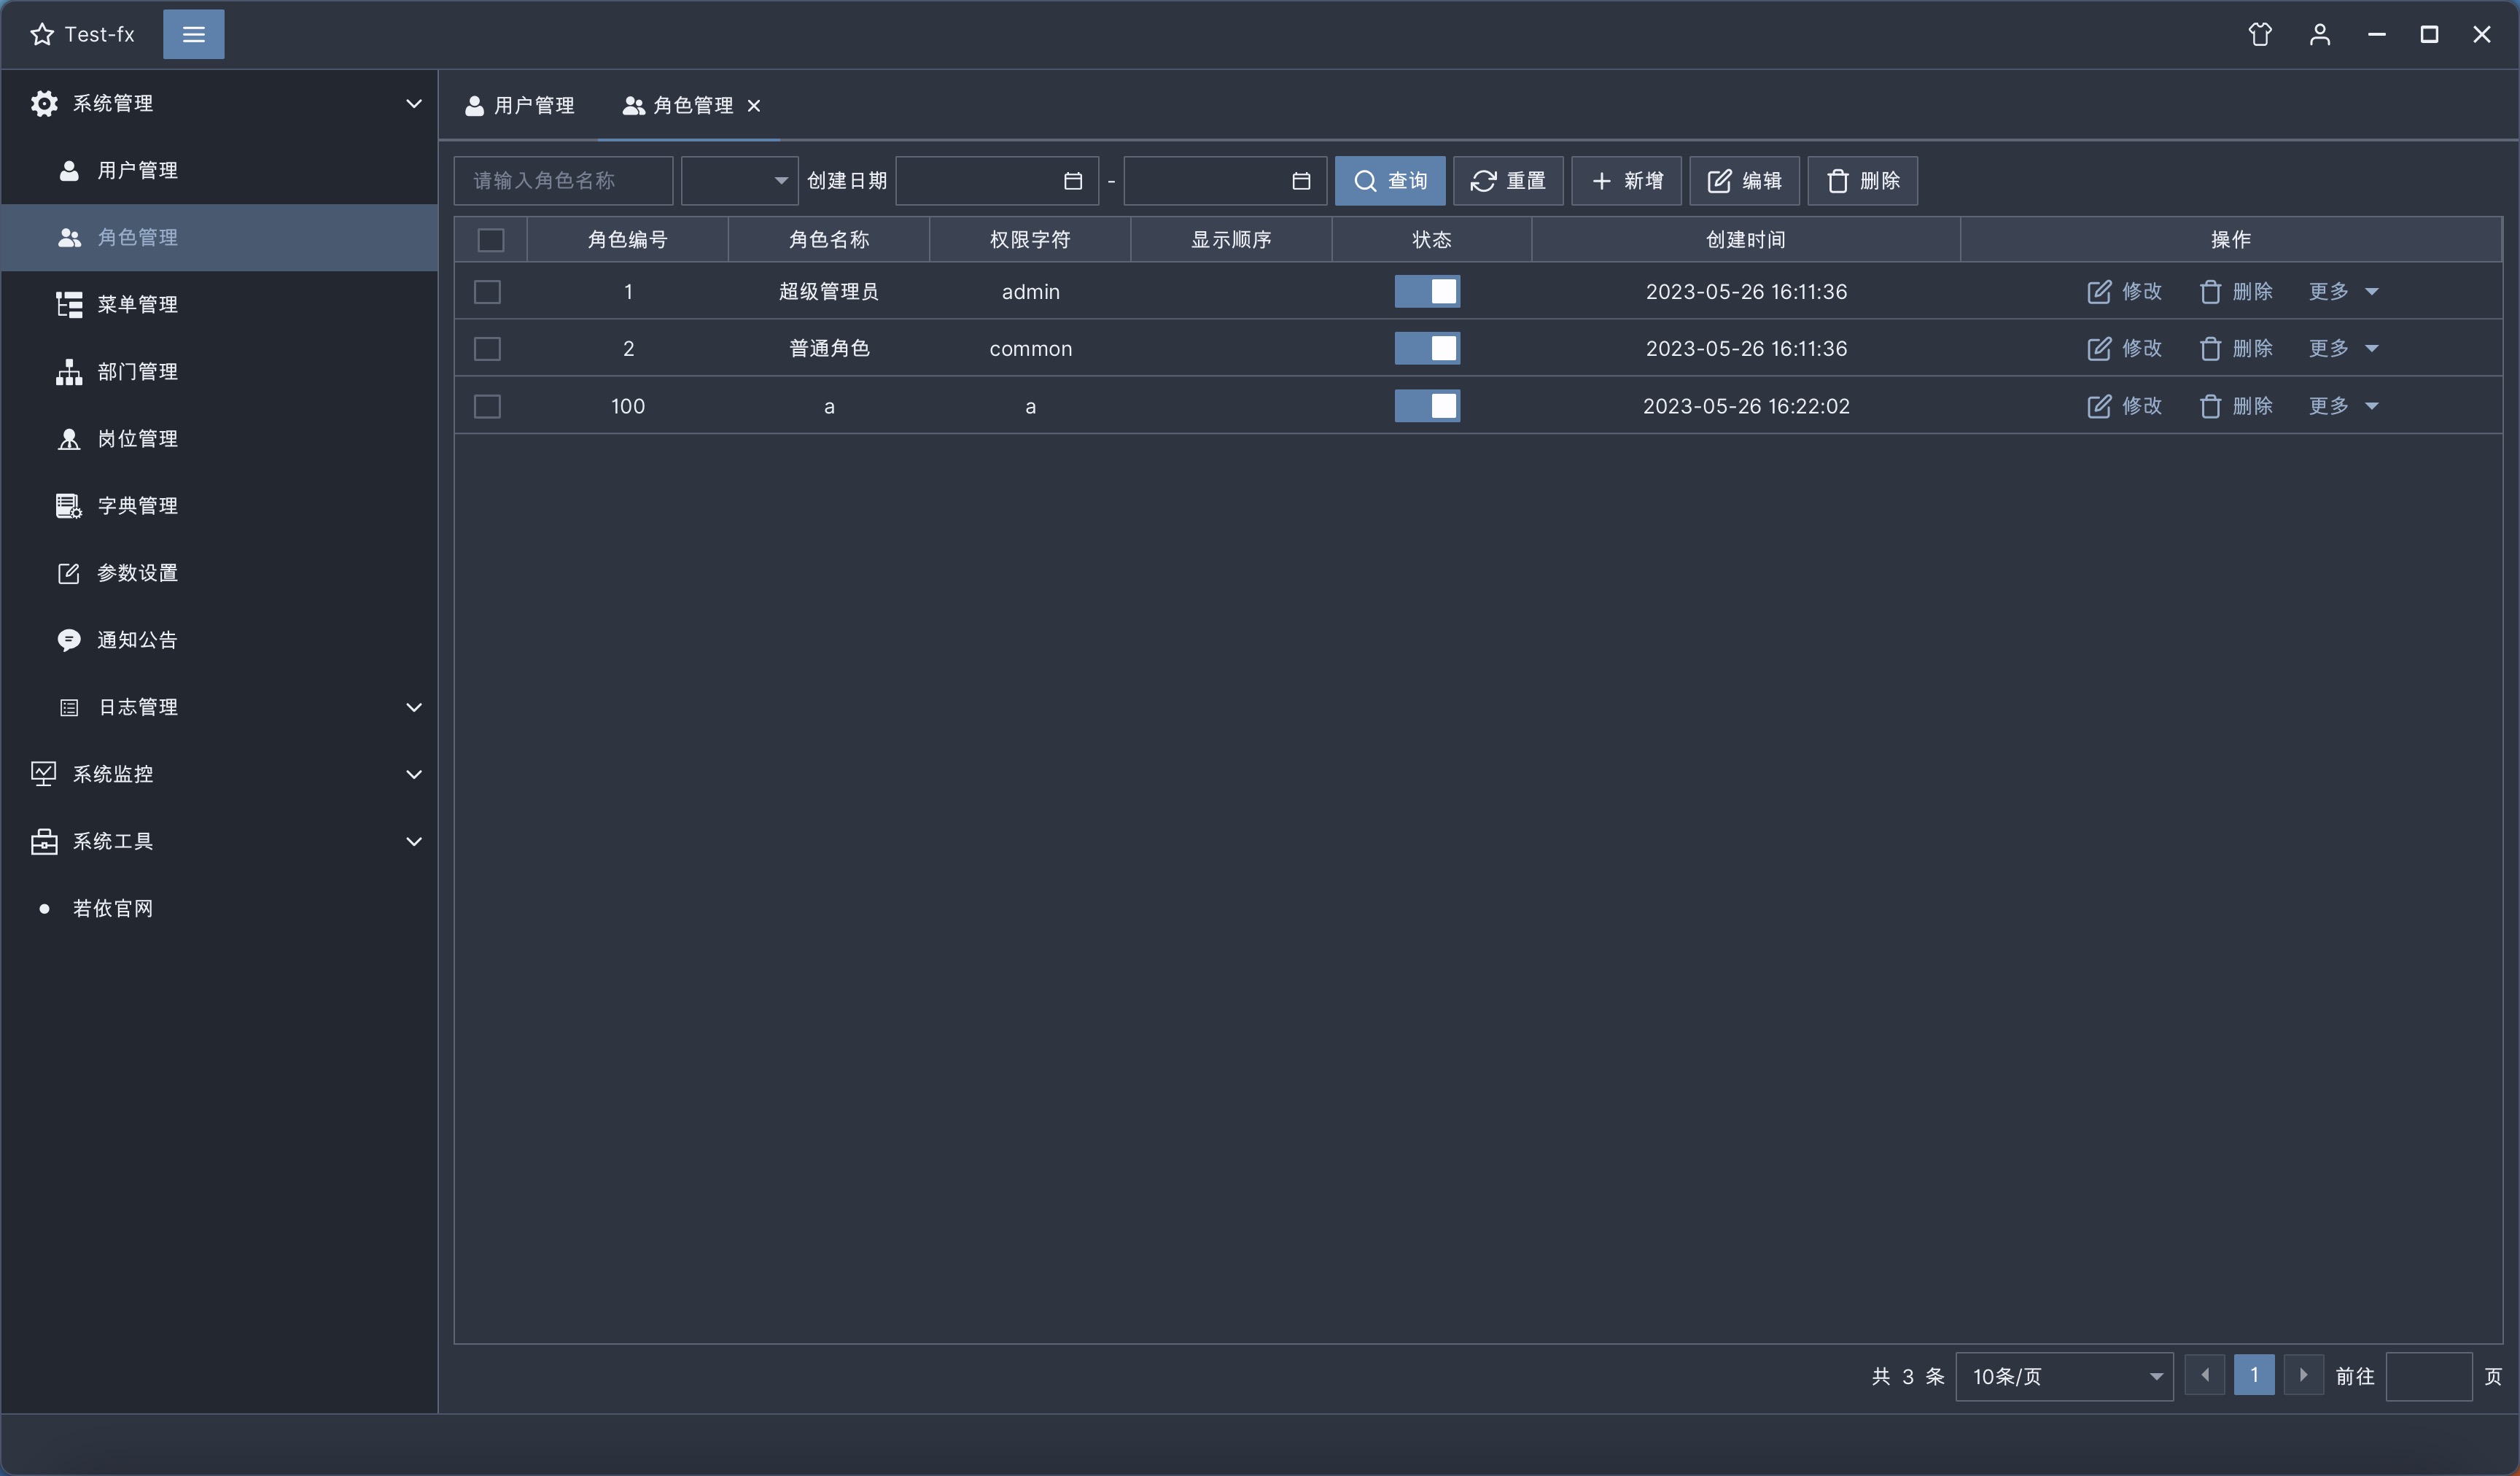 Test-fx
系统管理
用户管理
角色管理
菜单管理
部门管理
岗位管理
字典管理
参数设置
通知公告
日志管理
系统监控
系统工具
若依官网
用户管理 角色管理
请输入角色名称 创建日期 - 查询 重置 新增 编辑 删除
角色编号 角色名称 权限字符 显示顺序 状态 创建时间 操作
1 超级管理员 admin 2023-05-26 16:11:36 修改 删除 更多
2 普通角色 common 2023-05-26 16:11:36 修改 删除 更多
100 a a 2023-05-26 16:22:02 修改 删除 更多
共 3 条 10条/页 1 前往 页